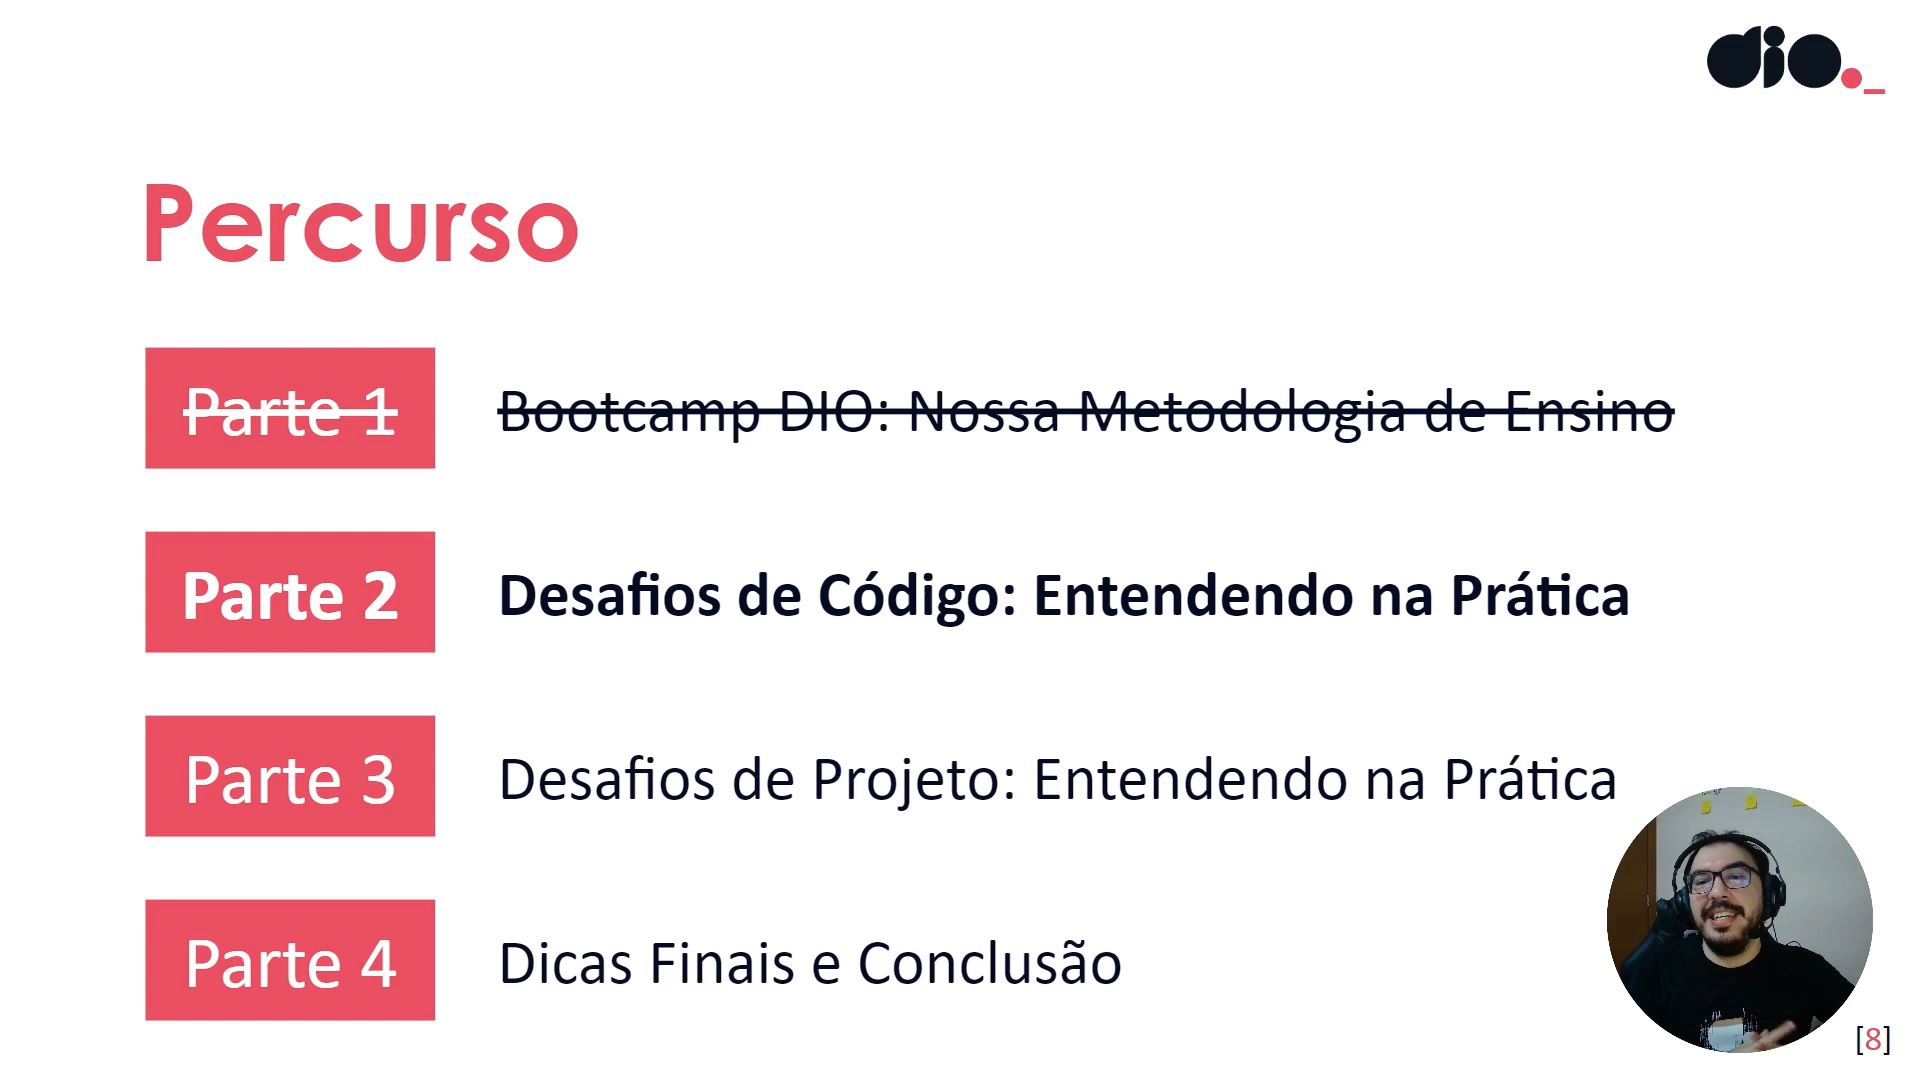 dio._
Percurso
Parte 1
Bootcamp DIO: Nossa Metodologia de Ensino
Parte 2
Desafios de Código: Entendendo na Prática
Parte 3
Desafios de Projeto: Entendendo na Prática
Parte 4
Dicas Finais e Conclusão
[8]